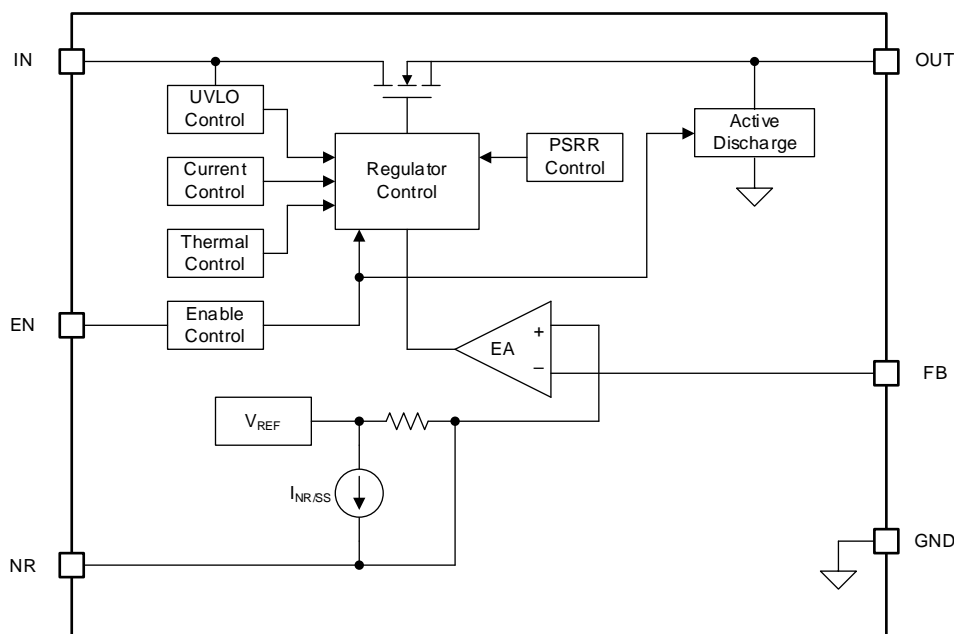 IN
OUT
UVLO
Control
Active
Discharge
Regulator
Control
PSRR
Control
Current
Control
Thermal
Control
EN
Enable
Control
EA
+
−
FB
VREF
INR/SS
NR
GND